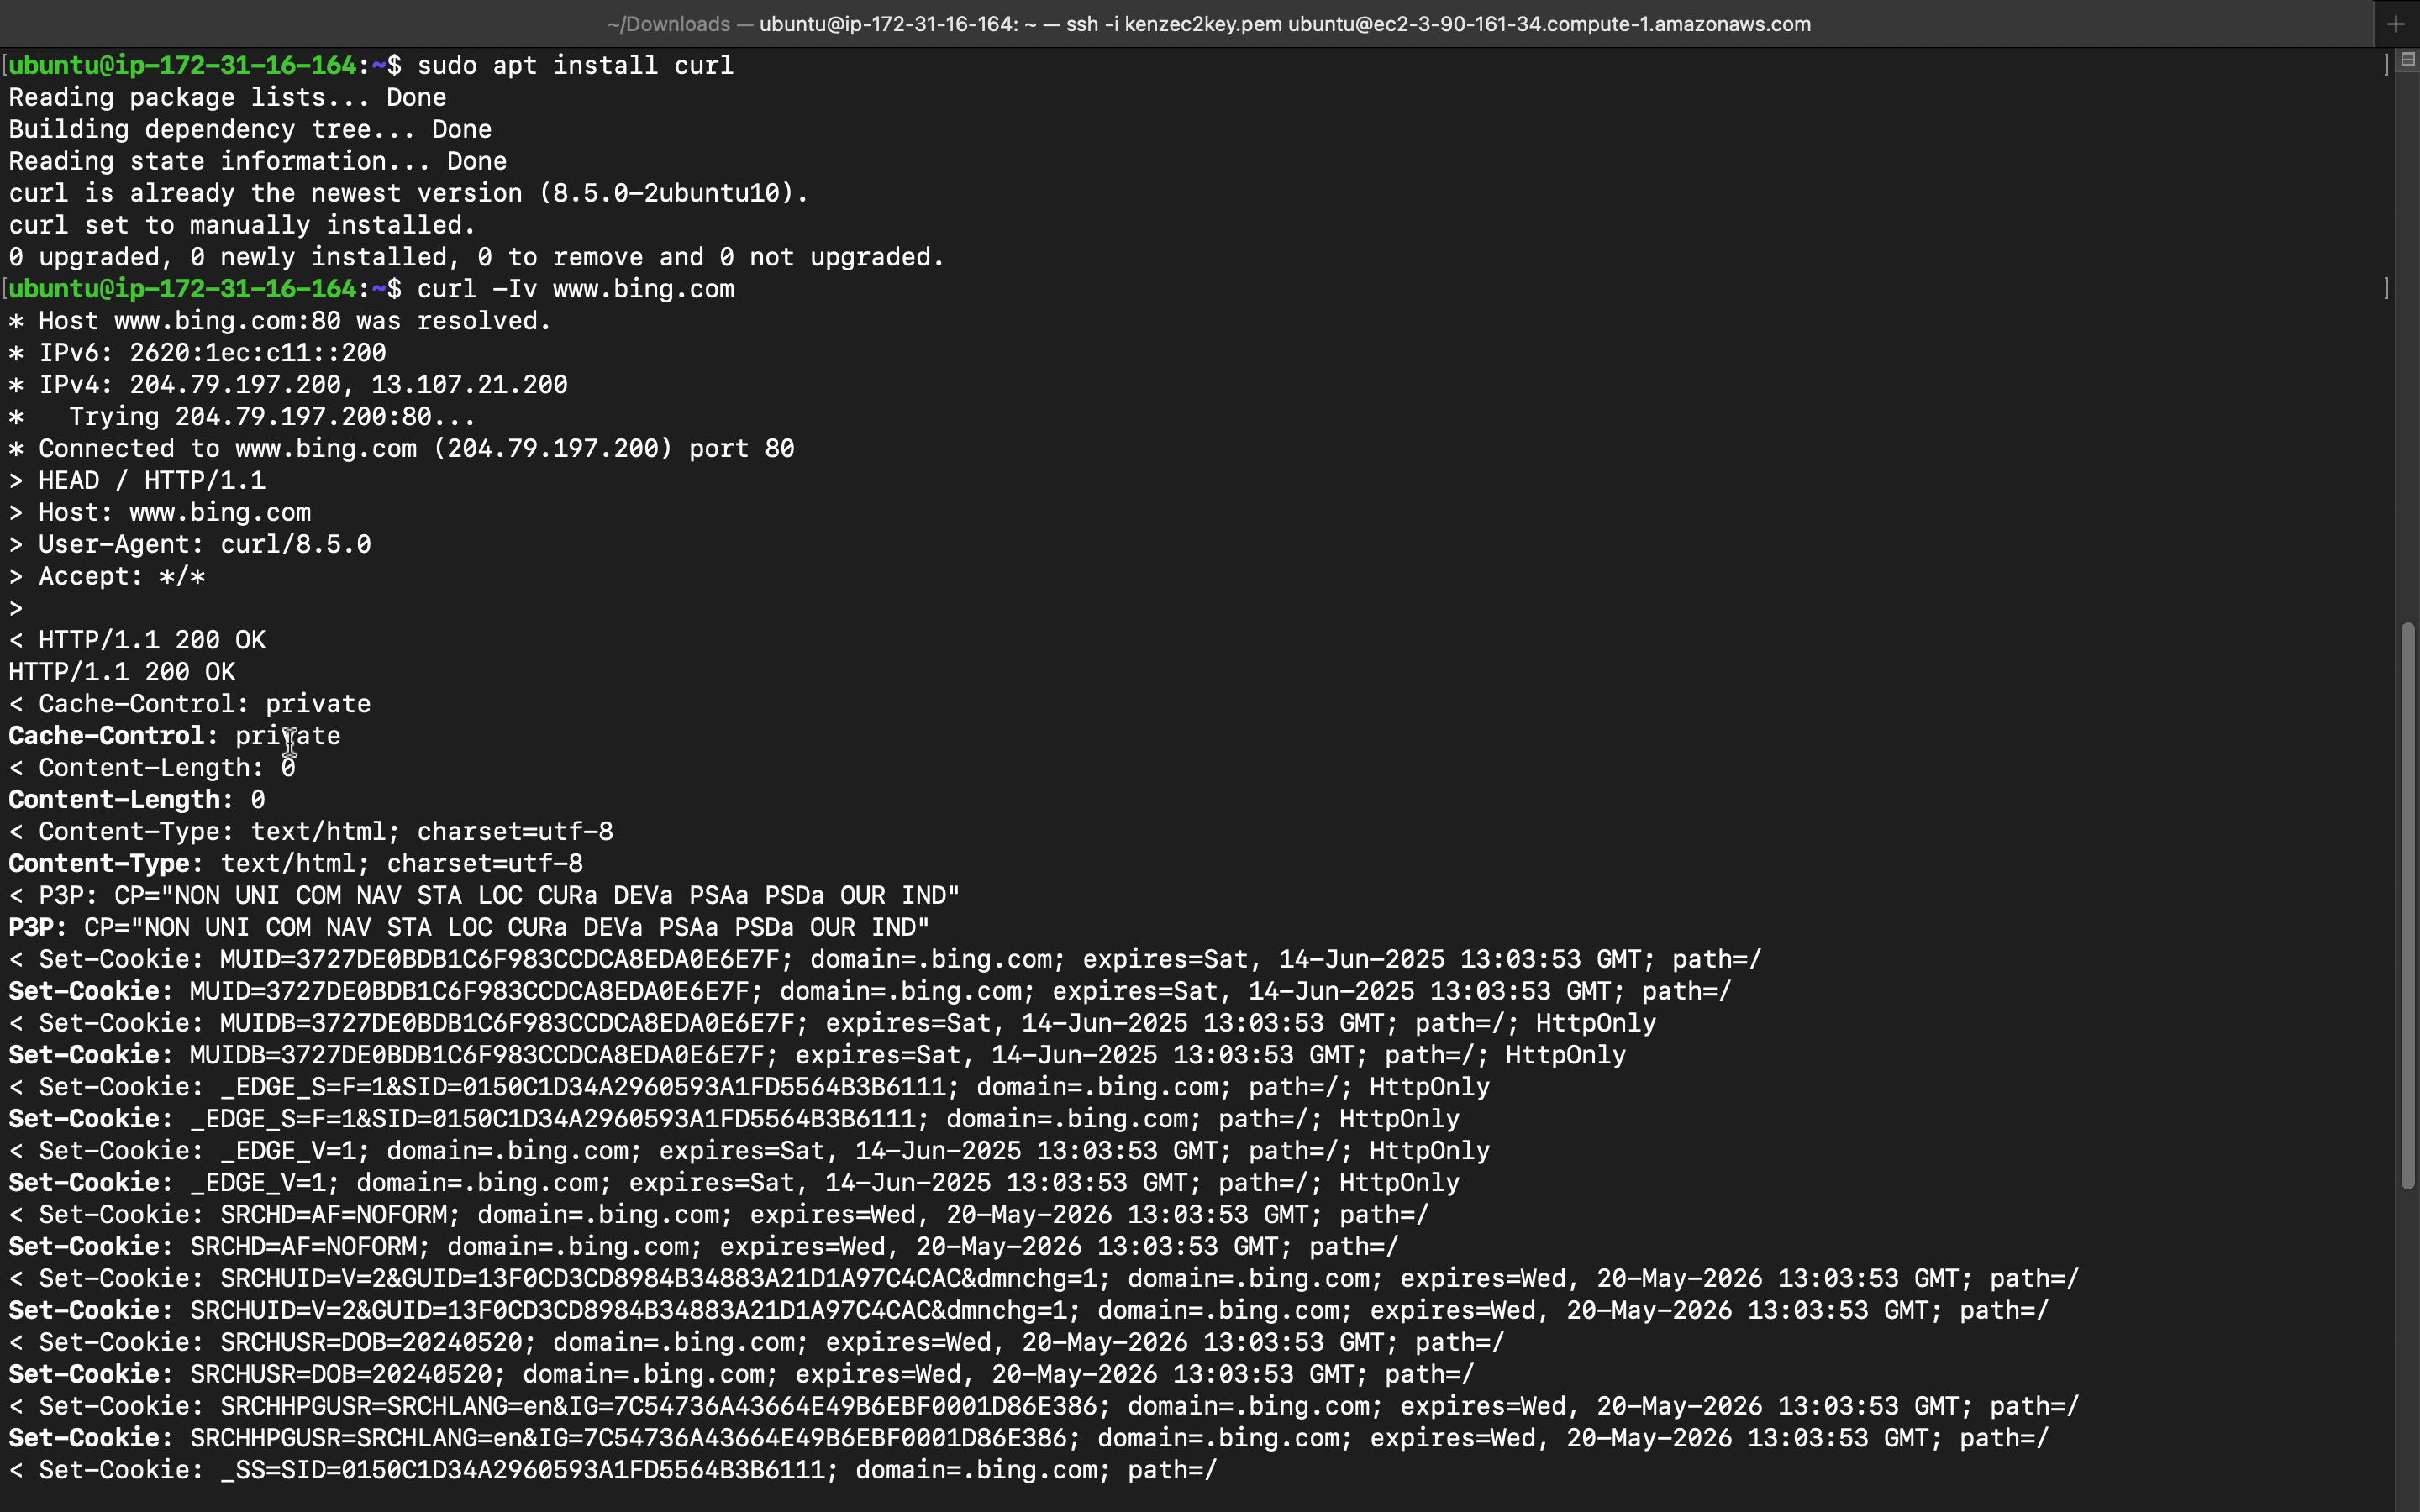 ~/Downloads — ubuntu@ip-172-31-16-164: ~ — ssh -i kenzec2key.pem ubuntu@ec2-3-90-161-34.compute-1.amazonaws.com
[ubuntu@ip-172-31-16-164:~$ sudo apt install curl ]
Reading package lists... Done
Building dependency tree... Done
Reading state information... Done
curl is already the newest version (8.5.0-2ubuntu10).
curl set to manually installed.
0 upgraded, 0 newly installed, 0 to remove and 0 not upgraded.
[ubuntu@ip-172-31-16-164:~$ curl -Iv www.bing.com ]
* Host www.bing.com:80 was resolved.
* IPv6: 2620:1ec:c11::200
* IPv4: 204.79.197.200, 13.107.21.200
*   Trying 204.79.197.200:80...
* Connected to www.bing.com (204.79.197.200) port 80
> HEAD / HTTP/1.1
> Host: www.bing.com
> User-Agent: curl/8.5.0
> Accept: */*
>
< HTTP/1.1 200 OK
HTTP/1.1 200 OK
< Cache-Control: private
Cache-Control: private
< Content-Length: 0
Content-Length: 0
< Content-Type: text/html; charset=utf-8
Content-Type: text/html; charset=utf-8
< P3P: CP="NON UNI COM NAV STA LOC CURa DEVa PSAa PSDa OUR IND"
P3P: CP="NON UNI COM NAV STA LOC CURa DEVa PSAa PSDa OUR IND"
< Set-Cookie: MUID=3727DE0BDB1C6F983CCDCA8EDA0E6E7F; domain=.bing.com; expires=Sat, 14-Jun-2025 13:03:53 GMT; path=/
Set-Cookie: MUID=3727DE0BDB1C6F983CCDCA8EDA0E6E7F; domain=.bing.com; expires=Sat, 14-Jun-2025 13:03:53 GMT; path=/
< Set-Cookie: MUIDB=3727DE0BDB1C6F983CCDCA8EDA0E6E7F; expires=Sat, 14-Jun-2025 13:03:53 GMT; path=/; HttpOnly
Set-Cookie: MUIDB=3727DE0BDB1C6F983CCDCA8EDA0E6E7F; expires=Sat, 14-Jun-2025 13:03:53 GMT; path=/; HttpOnly
< Set-Cookie: _EDGE_S=F=1&SID=0150C1D34A2960593A1FD5564B3B6111; domain=.bing.com; path=/; HttpOnly
Set-Cookie: _EDGE_S=F=1&SID=0150C1D34A2960593A1FD5564B3B6111; domain=.bing.com; path=/; HttpOnly
< Set-Cookie: _EDGE_V=1; domain=.bing.com; expires=Sat, 14-Jun-2025 13:03:53 GMT; path=/; HttpOnly
Set-Cookie: _EDGE_V=1; domain=.bing.com; expires=Sat, 14-Jun-2025 13:03:53 GMT; path=/; HttpOnly
< Set-Cookie: SRCHD=AF=NOFORM; domain=.bing.com; expires=Wed, 20-May-2026 13:03:53 GMT; path=/
Set-Cookie: SRCHD=AF=NOFORM; domain=.bing.com; expires=Wed, 20-May-2026 13:03:53 GMT; path=/
< Set-Cookie: SRCHUID=V=2&GUID=13F0CD3CD8984B34883A21D1A97C4CAC&dmnchg=1; domain=.bing.com; expires=Wed, 20-May-2026 13:03:53 GMT; path=/
Set-Cookie: SRCHUID=V=2&GUID=13F0CD3CD8984B34883A21D1A97C4CAC&dmnchg=1; domain=.bing.com; expires=Wed, 20-May-2026 13:03:53 GMT; path=/
< Set-Cookie: SRCHUSR=DOB=20240520; domain=.bing.com; expires=Wed, 20-May-2026 13:03:53 GMT; path=/
Set-Cookie: SRCHUSR=DOB=20240520; domain=.bing.com; expires=Wed, 20-May-2026 13:03:53 GMT; path=/
< Set-Cookie: SRCHHPGUSR=SRCHLANG=en&IG=7C54736A43664E49B6EBF0001D86E386; domain=.bing.com; expires=Wed, 20-May-2026 13:03:53 GMT; path=/
Set-Cookie: SRCHHPGUSR=SRCHLANG=en&IG=7C54736A43664E49B6EBF0001D86E386; domain=.bing.com; expires=Wed, 20-May-2026 13:03:53 GMT; path=/
< Set-Cookie: _SS=SID=0150C1D34A2960593A1FD5564B3B6111; domain=.bing.com; path=/